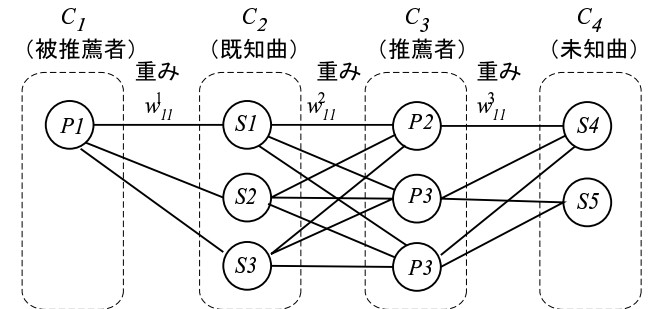 C1 C2 C3 C4
（被推薦者） （既知曲） （推薦者） （未知曲）
重み 重み 重み
w¹₁₁ w²₁₁ w³₁₁
P1 S1 P2 S4
S2 P3 S5
S3 P3